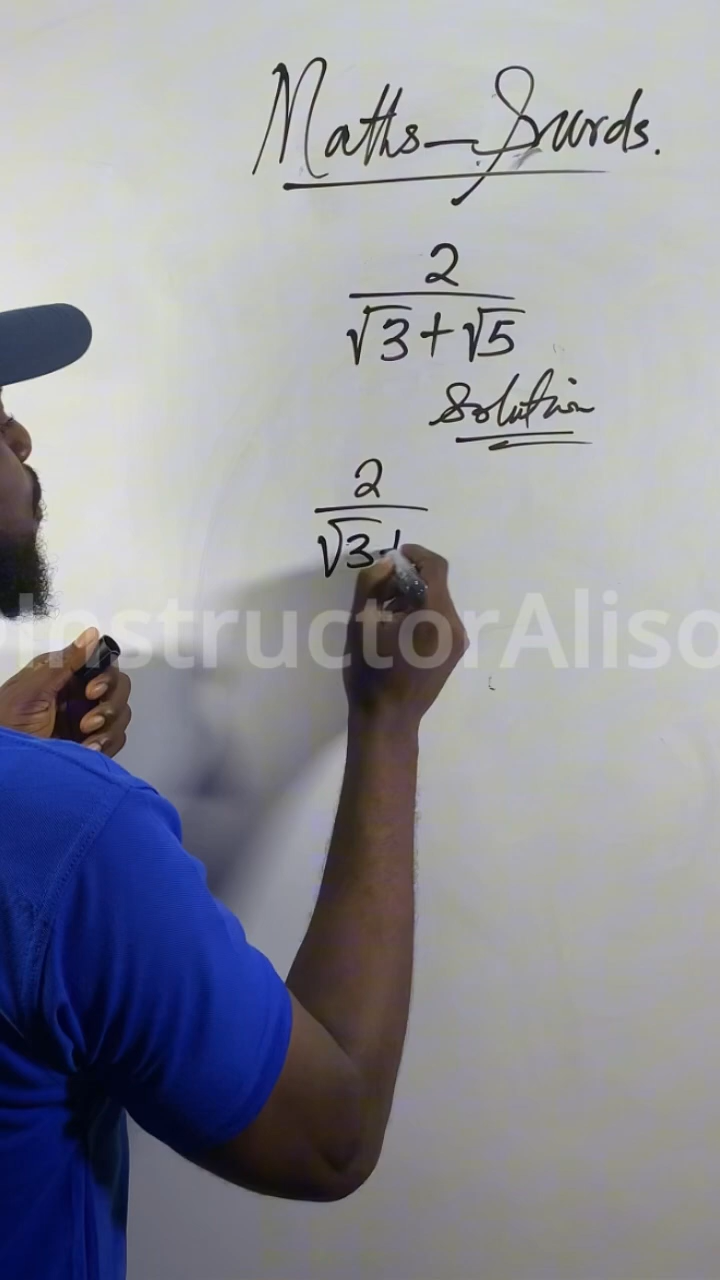 Maths – Surds.
2
√3 + √5
Solution
2
√3 +
@InstructorAliso